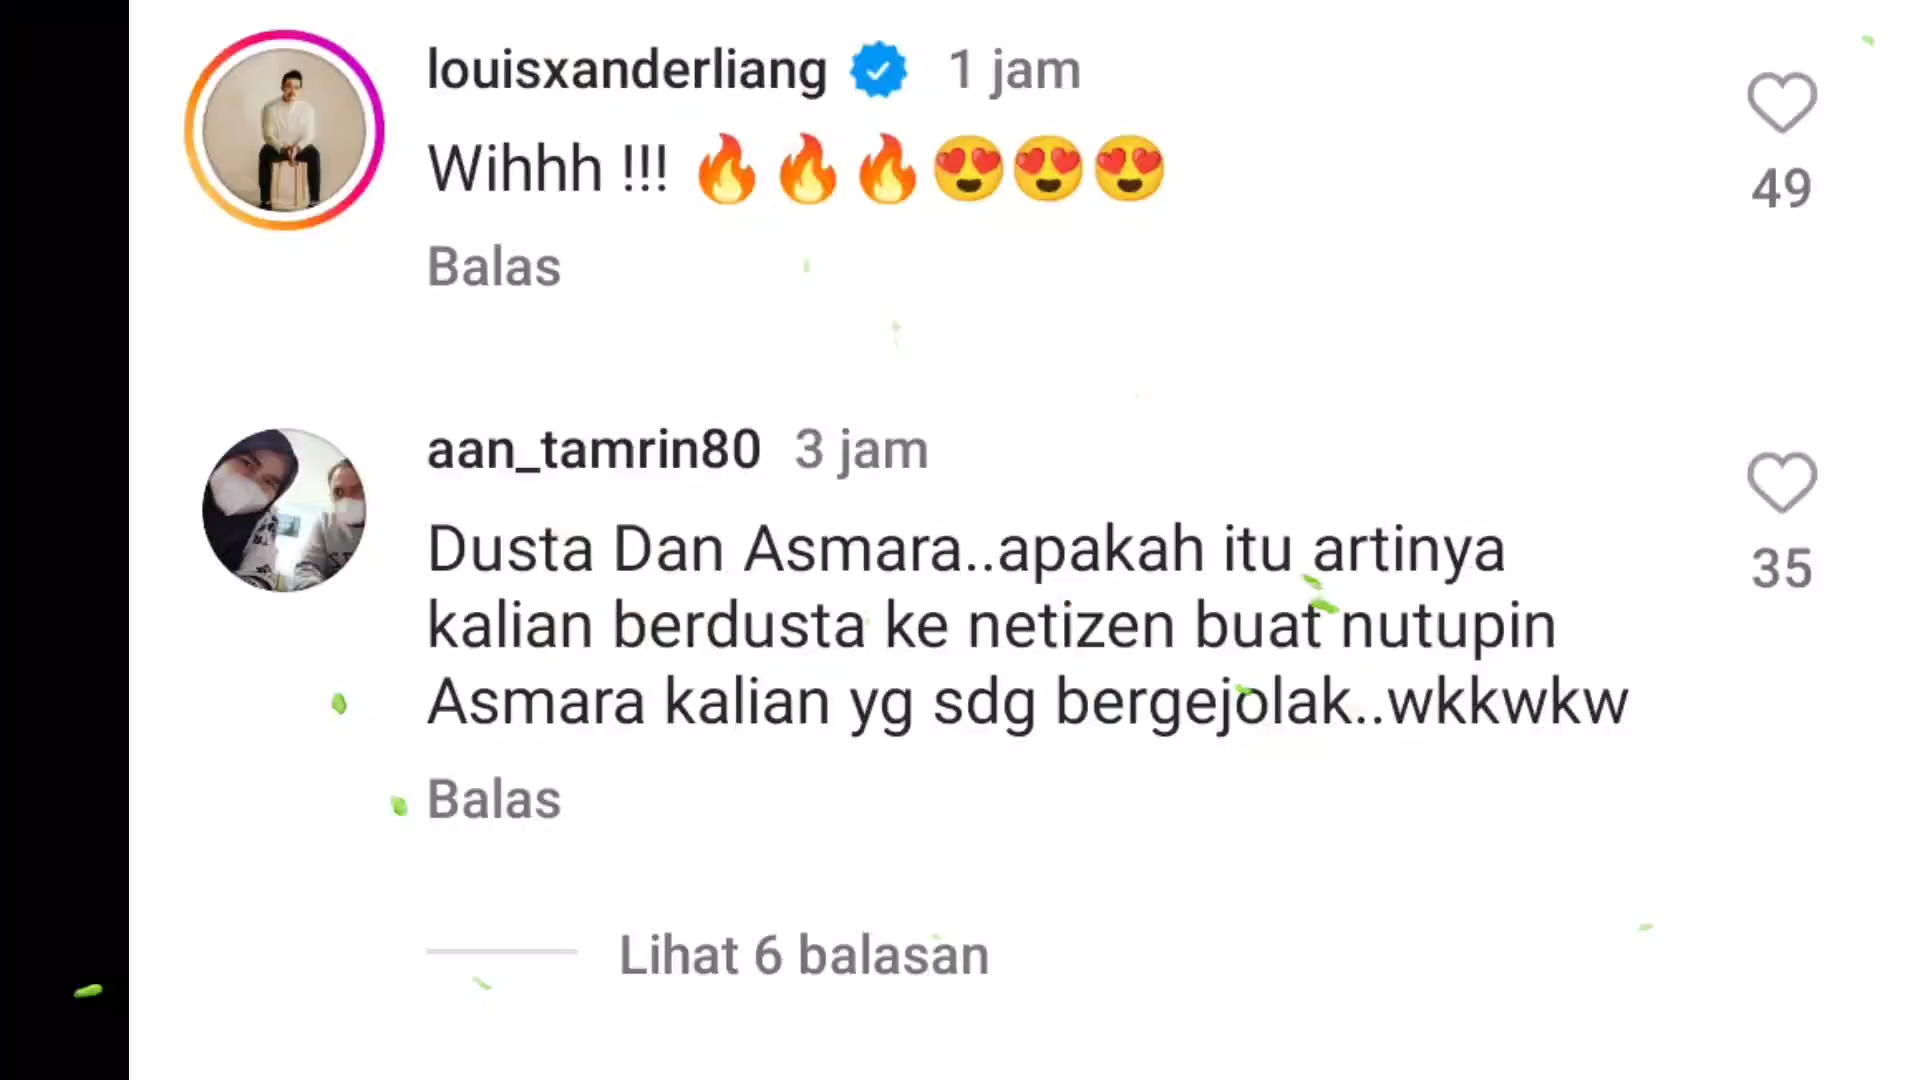 louisxanderliang 1 jam
Wihhh !!! 🔥🔥🔥😍😍😍
49
Balas
aan_tamrin80 3 jam
Dusta Dan Asmara..apakah itu artinya
35
kalian berdusta ke netizen buat nutupin
Asmara kalian yg sdg bergejolak..wkkwkw
Balas
Lihat 6 balasan